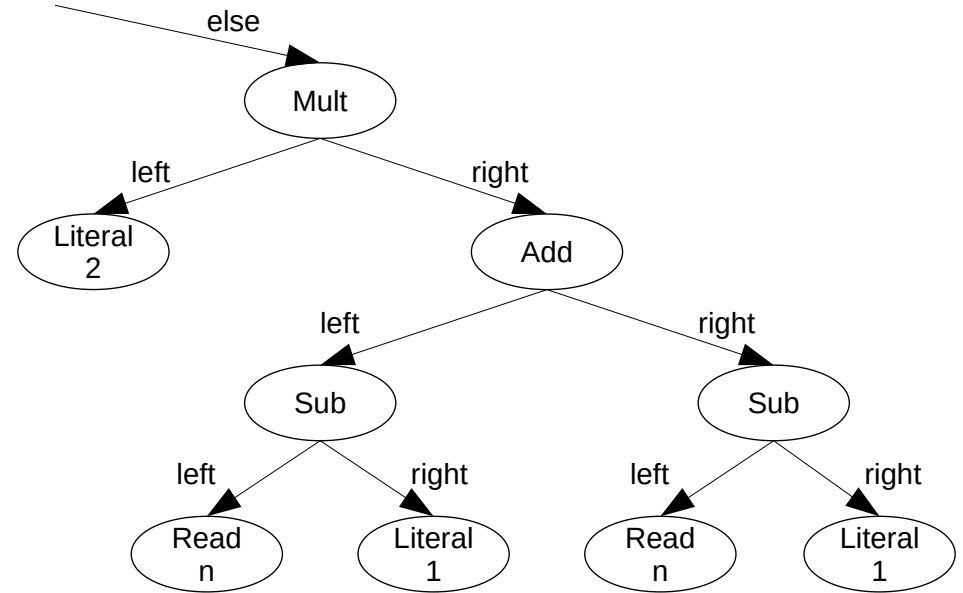 else
Mult
left
right
Literal
2
Add
left
right
Sub
Sub
left
right
left
right
Read
n
Literal
1
Read
n
Literal
1